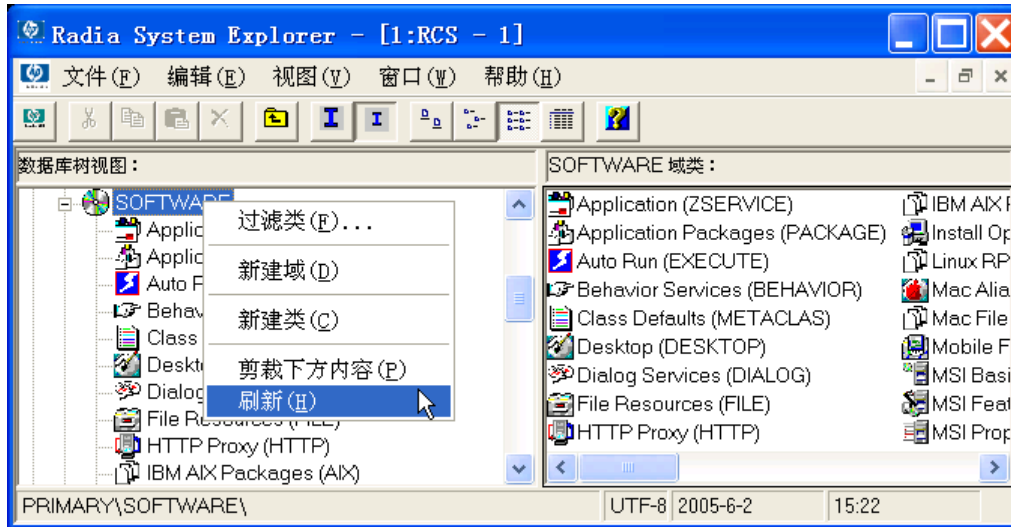 Radia System Explorer - [1:RCS - 1]
文件(F) 编辑(E) 视图(V) 窗口(W) 帮助(H)
数据库树视图：
SOFTWARE
Applic
Applic
Auto F
Behav
Class
Deskt
Dialog
File Resources (FILE)
HTTP Proxy (HTTP)
IBM AIX Packages (AIX)
过滤类(F)...
新建域(D)
新建类(C)
剪裁下方内容(P)
刷新(H)
SOFTWARE 域类：
Application (ZSERVICE)
Application Packages (PACKAGE)
Auto Run (EXECUTE)
Behavior Services (BEHAVIOR)
Class Defaults (METACLAS)
Desktop (DESKTOP)
Dialog Services (DIALOG)
File Resources (FILE)
HTTP Proxy (HTTP)
IBM AIX F
Install Op
Linux RP
Mac Alia
Mac File
Mobile F
MSI Basi
MSI Feat
MSI Prop
PRIMARY\SOFTWARE\ UTF-8 2005-6-2 15:22